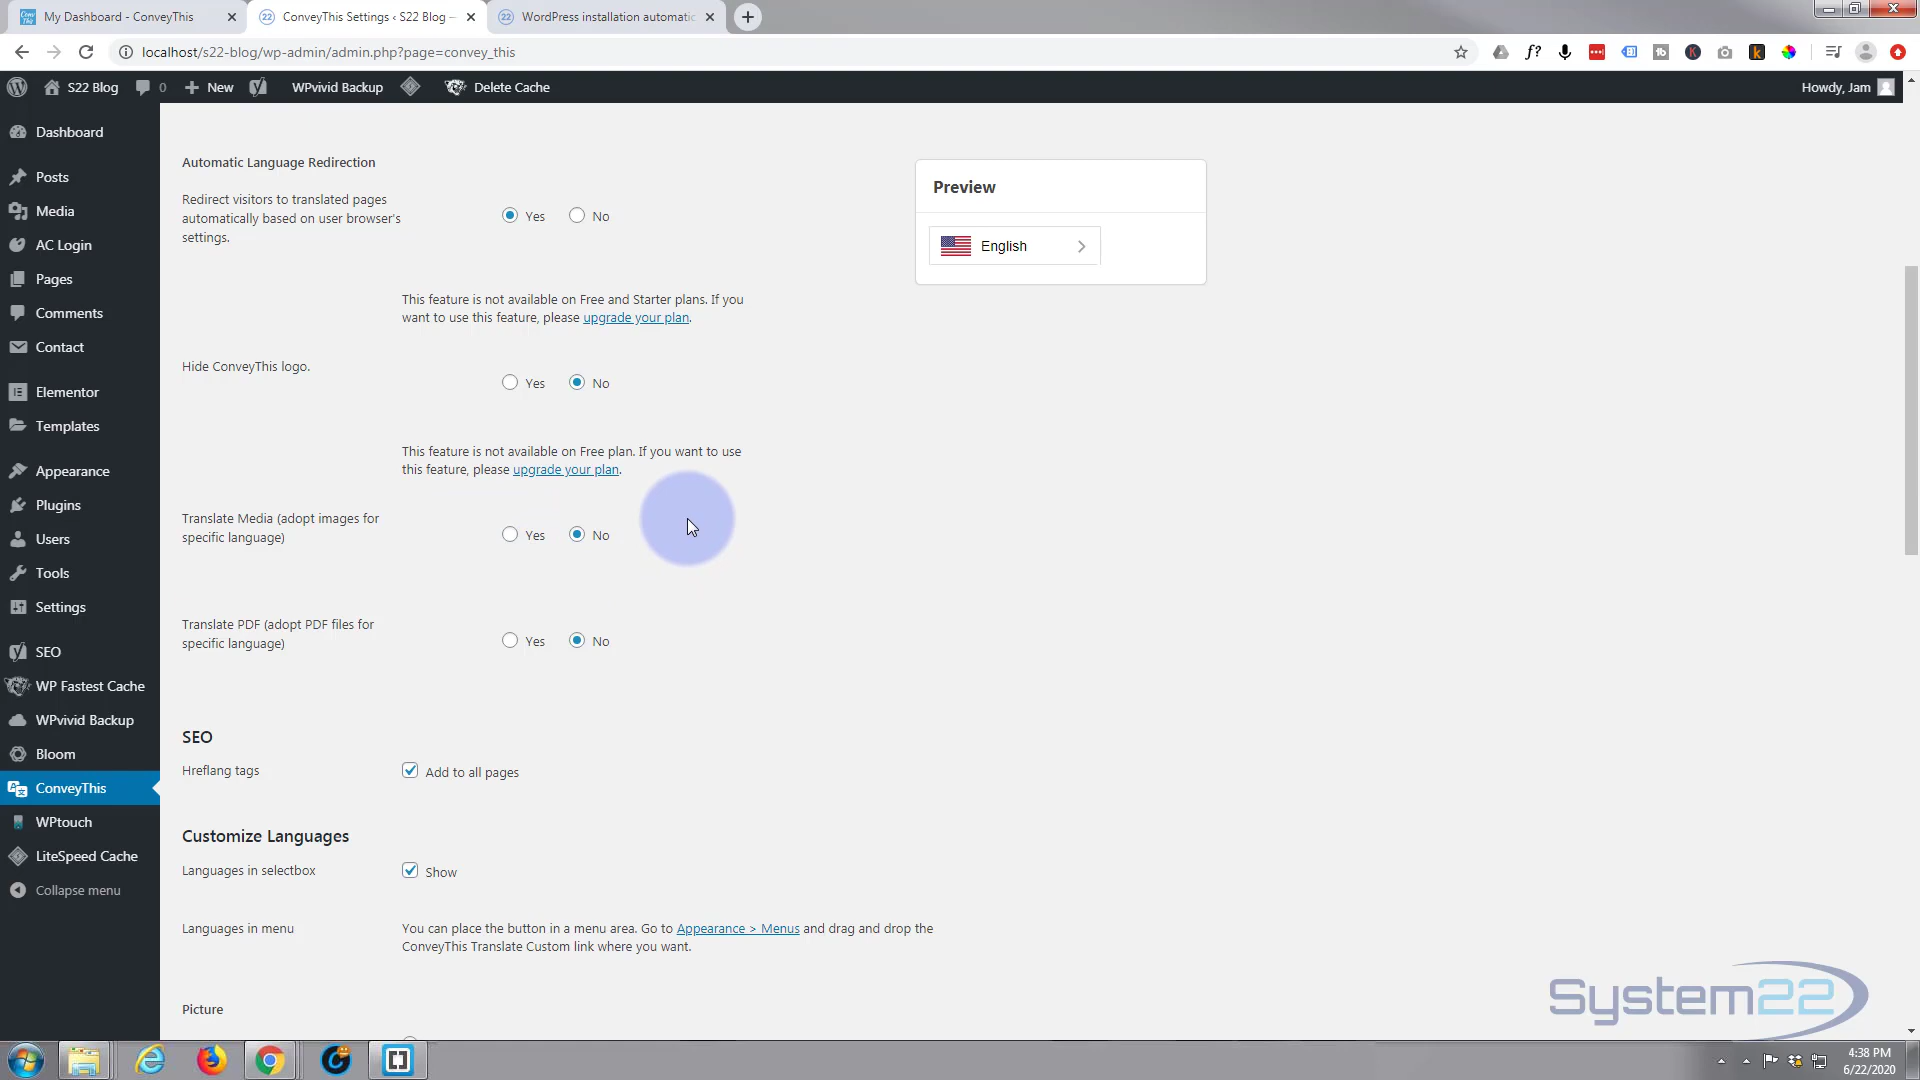 My Dashboard - ConveyThis
ConveyThis Settings ‹ S22 Blog —
WordPress installation automatic
localhost/s22-blog/wp-admin/admin.php?page=convey_this
S22 Blog
0
New
WPvivid Backup
Delete Cache
Howdy, Jam
Dashboard
Posts
Media
AC Login
Pages
Comments
Contact
Elementor
Templates
Appearance
Plugins
Users
Tools
Settings
SEO
WP Fastest Cache
WPvivid Backup
Bloom
ConveyThis
WPtouch
LiteSpeed Cache
Collapse menu
Automatic Language Redirection
Redirect visitors to translated pages
automatically based on user browser's
settings.
Yes No
This feature is not available on Free and Starter plans. If you
want to use this feature, please upgrade your plan.
Hide ConveyThis logo.
Yes No
This feature is not available on Free plan. If you want to use
this feature, please upgrade your plan.
Translate Media (adopt images for
specific language)
Yes No
Translate PDF (adopt PDF files for
specific language)
Yes No
SEO
Hreflang tags
Add to all pages
Customize Languages
Languages in selectbox
Show
Languages in menu
You can place the button in a menu area. Go to Appearance > Menus and drag and drop the
ConveyThis Translate Custom link where you want.
Picture
Preview
English
System22
4:38 PM
6/22/2020